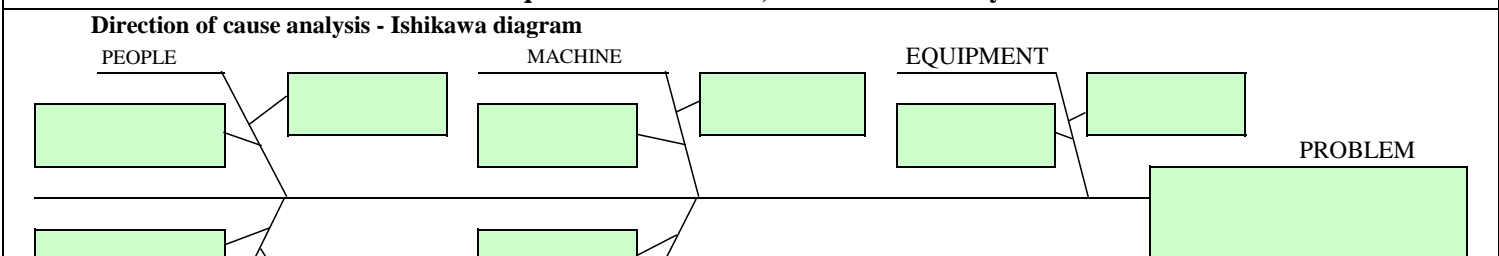 Direction of cause analysis - Ishikawa diagram
PEOPLE
MACHINE
EQUIPMENT
PROBLEM